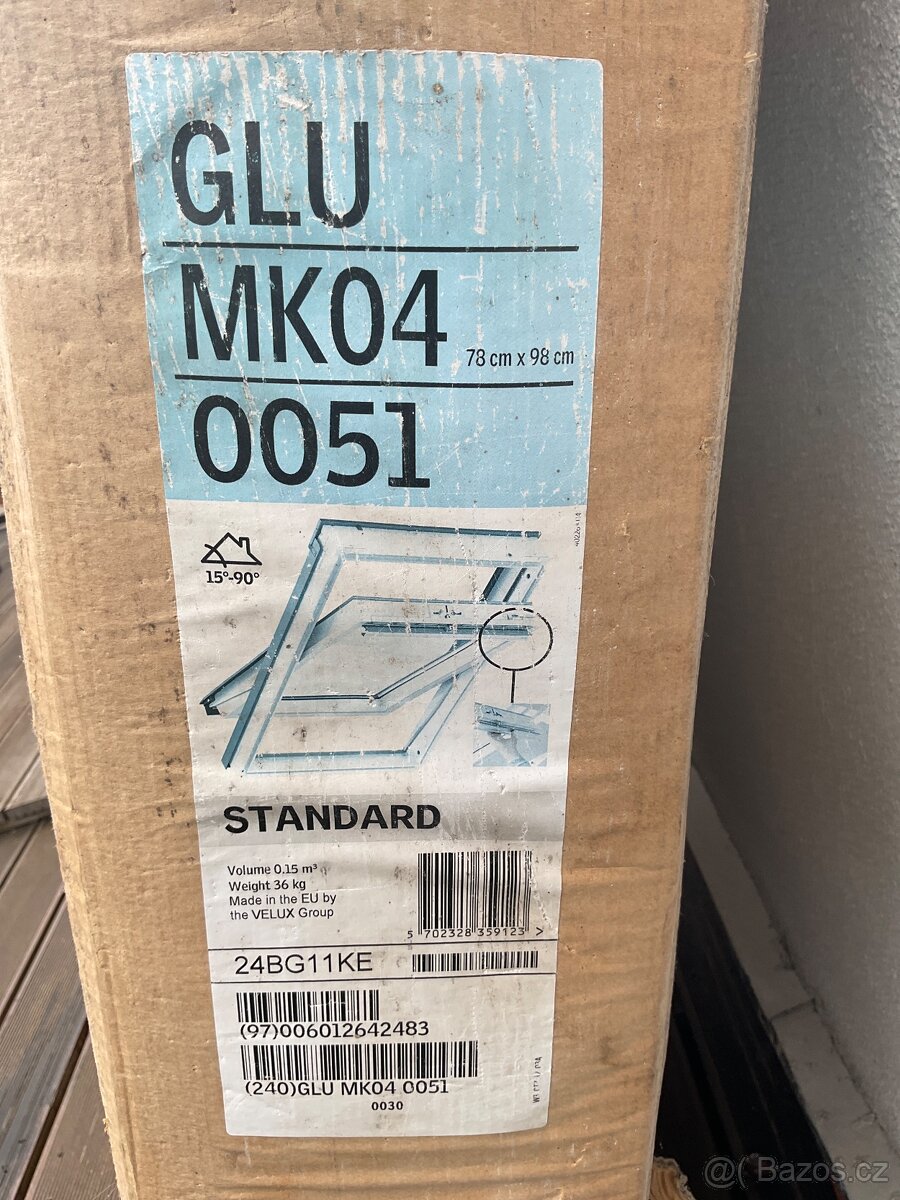 GLU
MK04 78 cm x 98 cm
0051
15°-90°
STANDARD
Volume 0.15 m³
Weight 36 kg
Made in the EU by
the VELUX Group
5 702328 359123 >
24BG11KE
(97)006012642483
(240)GLU MK04 0051
0030
@( Bazos.cz